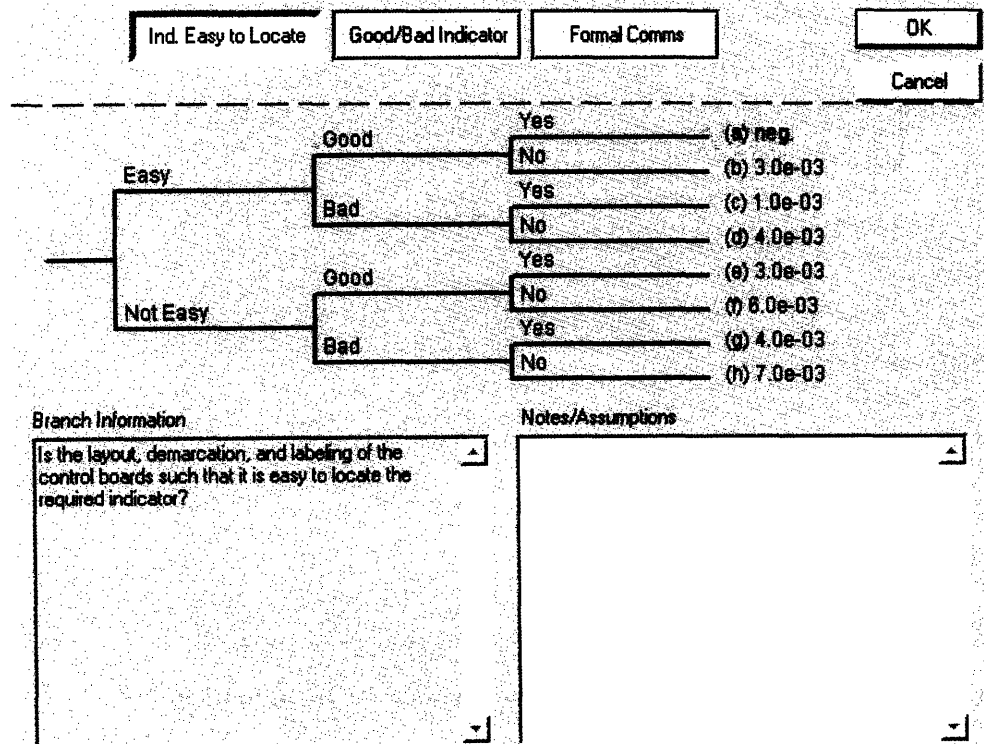 Ind. Easy to Locate
Good/Bad Indicator
Formal Comms
OK
Cancel
Yes
Good
(a) neg.
No
(b) 3.0e-03
Easy
Yes
(c) 1.0e-03
Bad
No
(d) 4.0e-03
Yes
(e) 3.0e-03
Good
No
(f) 6.0e-03
Not Easy
Yes
(g) 4.0e-03
Bad
No
(h) 7.0e-03
Branch Information
Notes/Assumptions
Is the layout, demarcation, and labeling of the
control boards such that it is easy to locate the
required indicator?